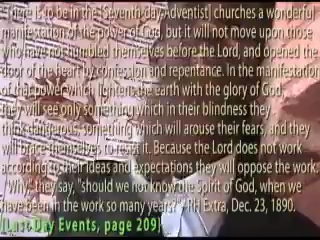 There is to be in the [Seventh-day Adventist] churches a wonderful
manifestation of the power of God, but it will not move upon those
who have not humbled themselves before the Lord, and opened the
door of the heart by confession and repentance. In the manifestation
of that power which lightens the earth with the glory of God,
they will see only something which in their blindness they
think dangerous, something which will arouse their fears, and they
will brace themselves to resist it. Because the Lord does not work
according to their ideas and expectations they will oppose the work.
"Why," they say, "should we not know the Spirit of God, when we
have been in the work so many years?" RH Extra, Dec. 23, 1890.
[Last Day Events, page 209]